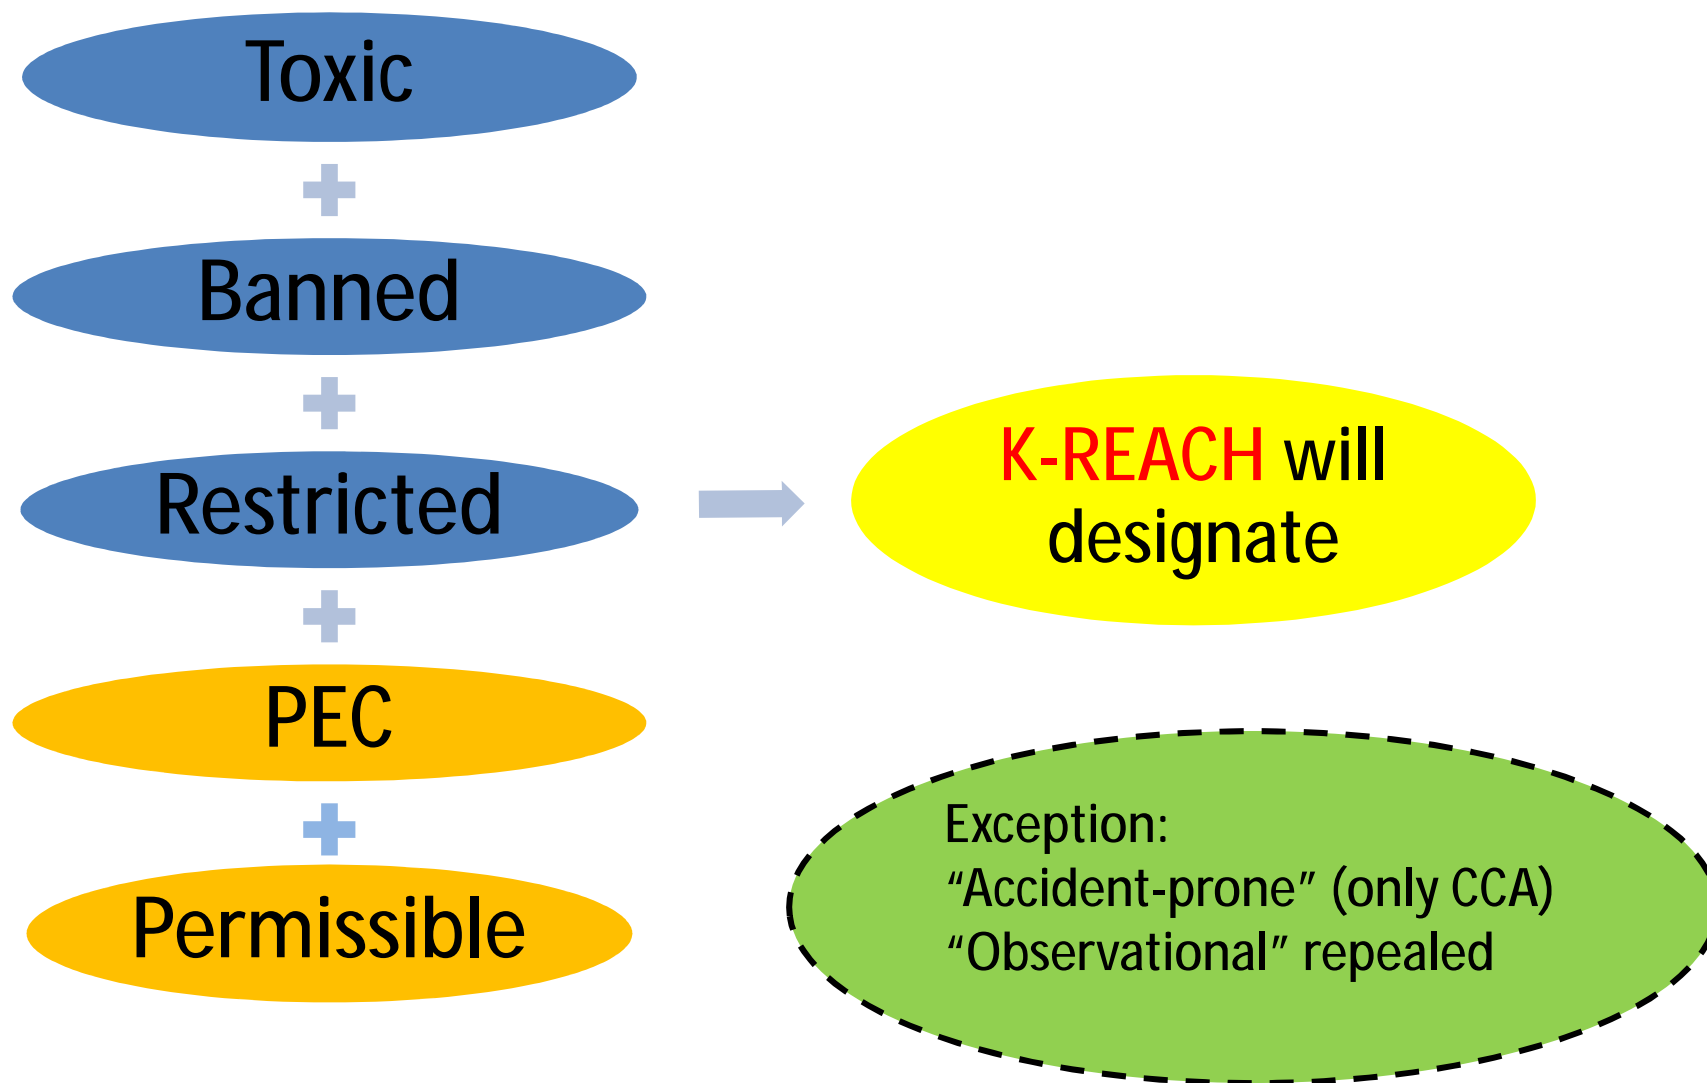 Toxic
Banned
Restricted
PEC
Permissible
K-REACH will
designate
Exception:
“Accident-prone” (only CCA)
“Observational” repealed